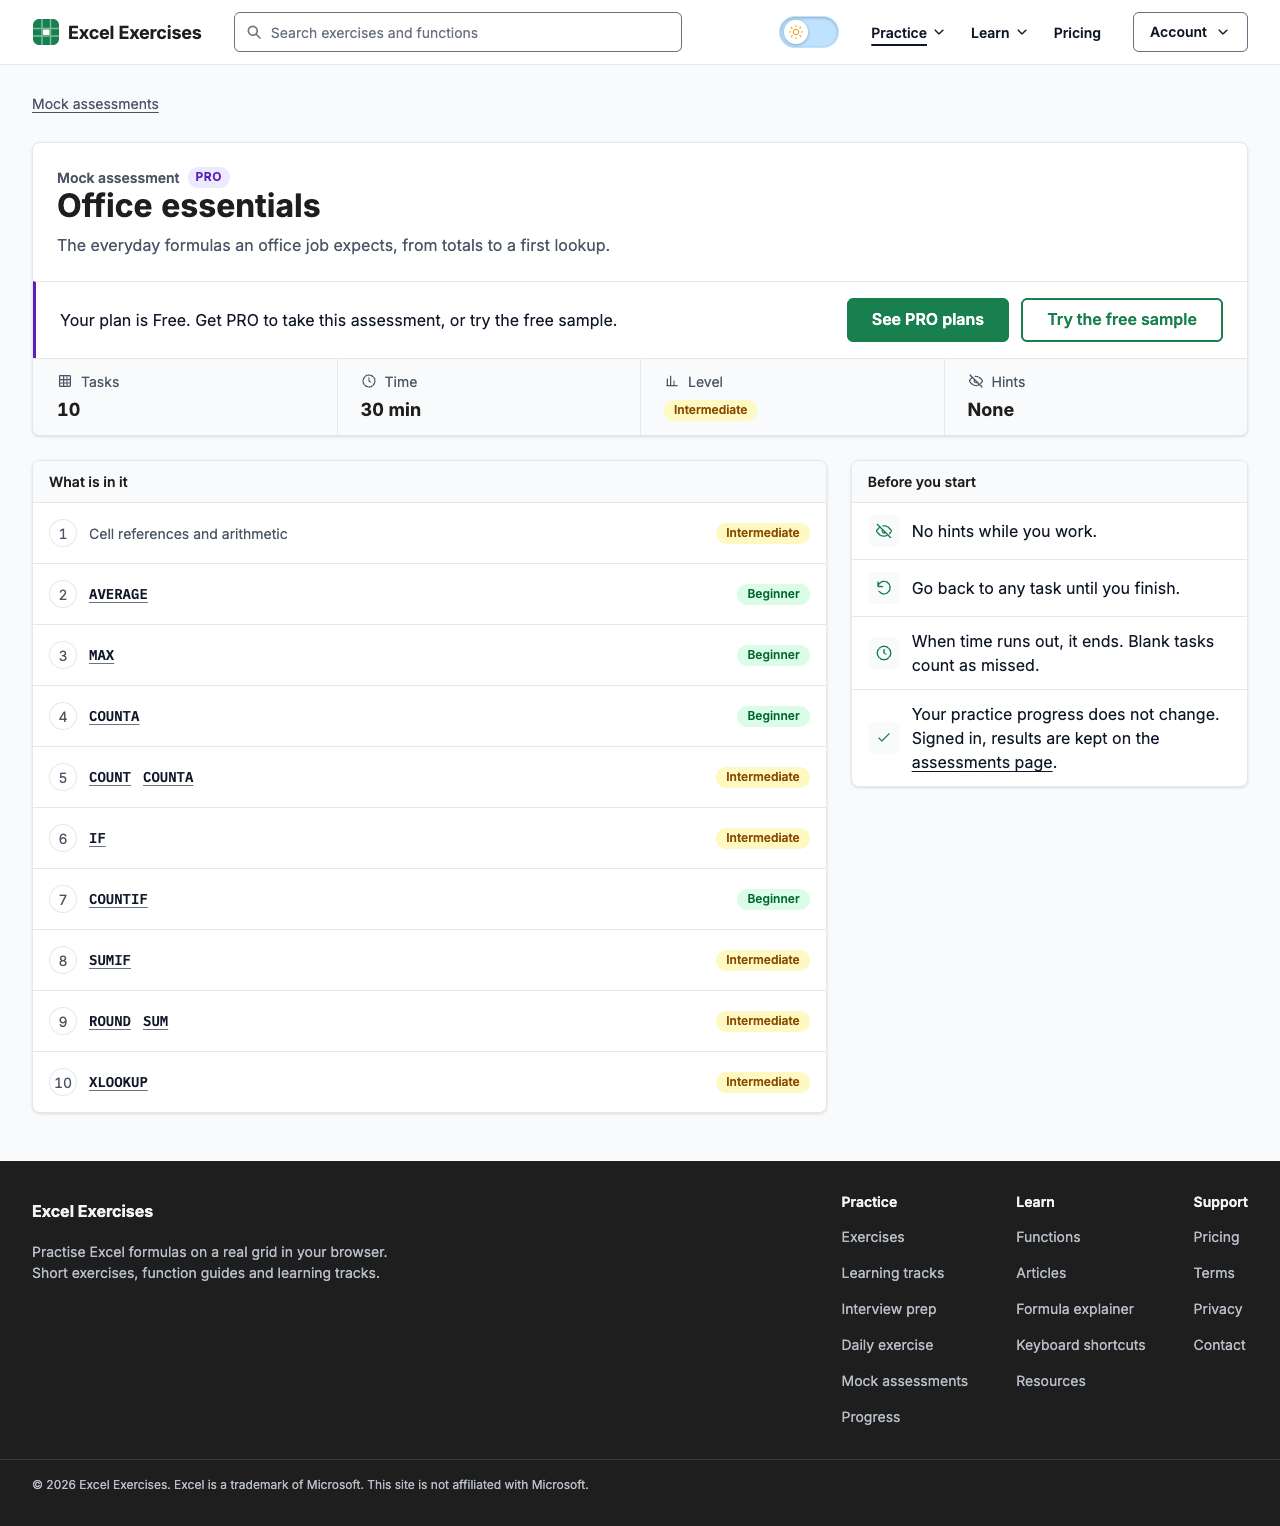 Excel Exercises
Search exercises and functions
Practice
Learn
Pricing
Account
Mock assessments
Mock assessment PRO
Office essentials
The everyday formulas an office job expects, from totals to a first lookup.
Your plan is Free. Get PRO to take this assessment, or try the free sample.
See PRO plans
Try the free sample
Tasks
10
Time
30 min
Level
Intermediate
Hints
None
What is in it
1 Cell references and arithmetic Intermediate
2 AVERAGE Beginner
3 MAX Beginner
4 COUNTA Beginner
5 COUNT COUNTA Intermediate
6 IF Intermediate
7 COUNTIF Beginner
8 SUMIF Intermediate
9 ROUND SUM Intermediate
10 XLOOKUP Intermediate
Before you start
No hints while you work.
Go back to any task until you finish.
When time runs out, it ends. Blank tasks
count as missed.
Your practice progress does not change.
Signed in, results are kept on the
assessments page.
Excel Exercises
Practise Excel formulas on a real grid in your browser.
Short exercises, function guides and learning tracks.
Practice
Exercises
Learning tracks
Interview prep
Daily exercise
Mock assessments
Progress
Learn
Functions
Articles
Formula explainer
Keyboard shortcuts
Resources
Support
Pricing
Terms
Privacy
Contact
© 2026 Excel Exercises. Excel is a trademark of Microsoft. This site is not affiliated with Microsoft.